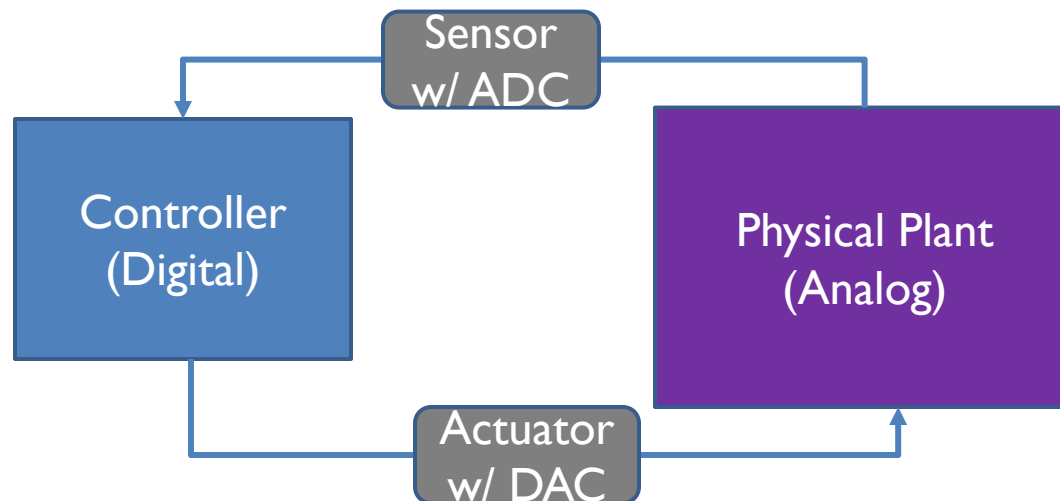 Sensor
w/ ADC
Controller
(Digital)
Physical Plant
(Analog)
Actuator
w/ DAC